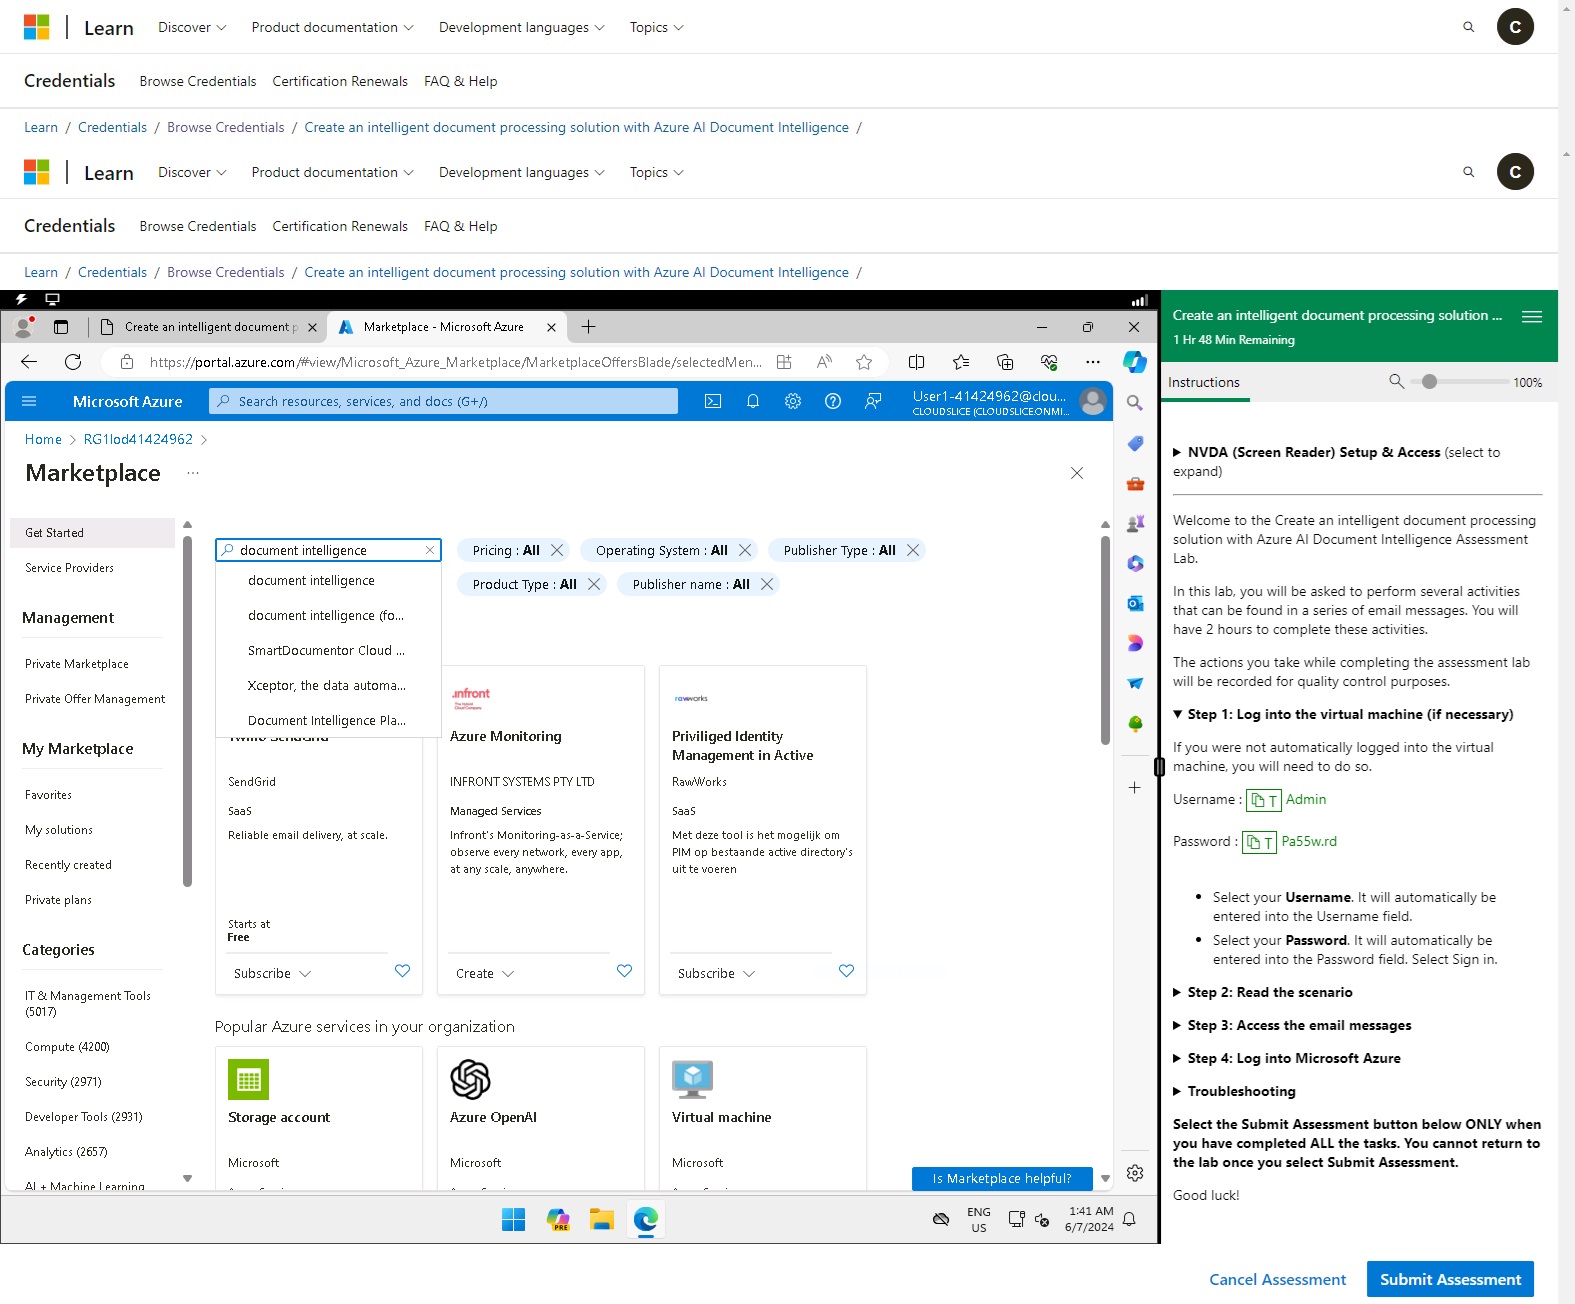 Learn Discover Product documentation Development languages Topics C
Credentials Browse Credentials Certification Renewals FAQ & Help
Learn / Credentials / Browse Credentials / Create an intelligent document processing solution with Azure AI Document Intelligence /
Learn Discover Product documentation Development languages Topics C
Credentials Browse Credentials Certification Renewals FAQ & Help
Learn / Credentials / Browse Credentials / Create an intelligent document processing solution with Azure AI Document Intelligence /
Create an intelligent document p Marketplace - Microsoft Azure
https://portal.azure.com/#view/Microsoft_Azure_Marketplace/MarketplaceOffersBlade/selectedMen...
Microsoft Azure Search resources, services, and docs (G+/) User1-41424962@clou...
CLOUDSLICE (CLOUDSLICE.ONMI...
Home > RG1lod41424962 >
Marketplace ...
Get Started
Service Providers
Management
Private Marketplace
Private Offer Management
My Marketplace
Favorites
My solutions
Recently created
Private plans
Categories
IT & Management Tools
(5017)
Compute (4200)
Security (2971)
Developer Tools (2931)
Analytics (2657)
AI + Machine Learning
document intelligence
Pricing : All
Operating System : All
Publisher Type : All
Product Type : All
Publisher name : All
document intelligence
document intelligence (fo...
SmartDocumentor Cloud ...
Xceptor, the data automa...
Document Intelligence Pla...
Twilio SendGrid
SendGrid
SaaS
Reliable email delivery, at scale.
Starts at
Free
Subscribe
infront
The Hybrid
Cloud Company
Azure Monitoring
INFRONT SYSTEMS PTY LTD
Managed Services
Infront's Monitoring-as-a-Service;
observe every network, every app,
at any scale, anywhere.
Create
rawworks
Priviliged Identity
Management in Active
RawWorks
SaaS
Met deze tool is het mogelijk om
PIM op bestaande active directory's
uit te voeren
Subscribe
Popular Azure services in your organization
Storage account
Microsoft
Azure OpenAI
Microsoft
Virtual machine
Microsoft
Is Marketplace helpful?
PRE
ENG
US
1:41 AM
6/7/2024
Create an intelligent document processing solution ...
1 Hr 48 Min Remaining
Instructions 100%
NVDA (Screen Reader) Setup & Access (select to
expand)
Welcome to the Create an intelligent document processing
solution with Azure AI Document Intelligence Assessment
Lab.
In this lab, you will be asked to perform several activities
that can be found in a series of email messages. You will
have 2 hours to complete these activities.
The actions you take while completing the assessment lab
will be recorded for quality control purposes.
Step 1: Log into the virtual machine (if necessary)
If you were not automatically logged into the virtual
machine, you will need to do so.
Username : T Admin
Password : T Pa55w.rd
• Select your Username. It will automatically be
entered into the Username field.
• Select your Password. It will automatically be
entered into the Password field. Select Sign in.
Step 2: Read the scenario
Step 3: Access the email messages
Step 4: Log into Microsoft Azure
Troubleshooting
Select the Submit Assessment button below ONLY when
you have completed ALL the tasks. You cannot return to
the lab once you select Submit Assessment.
Good luck!
Cancel Assessment Submit Assessment